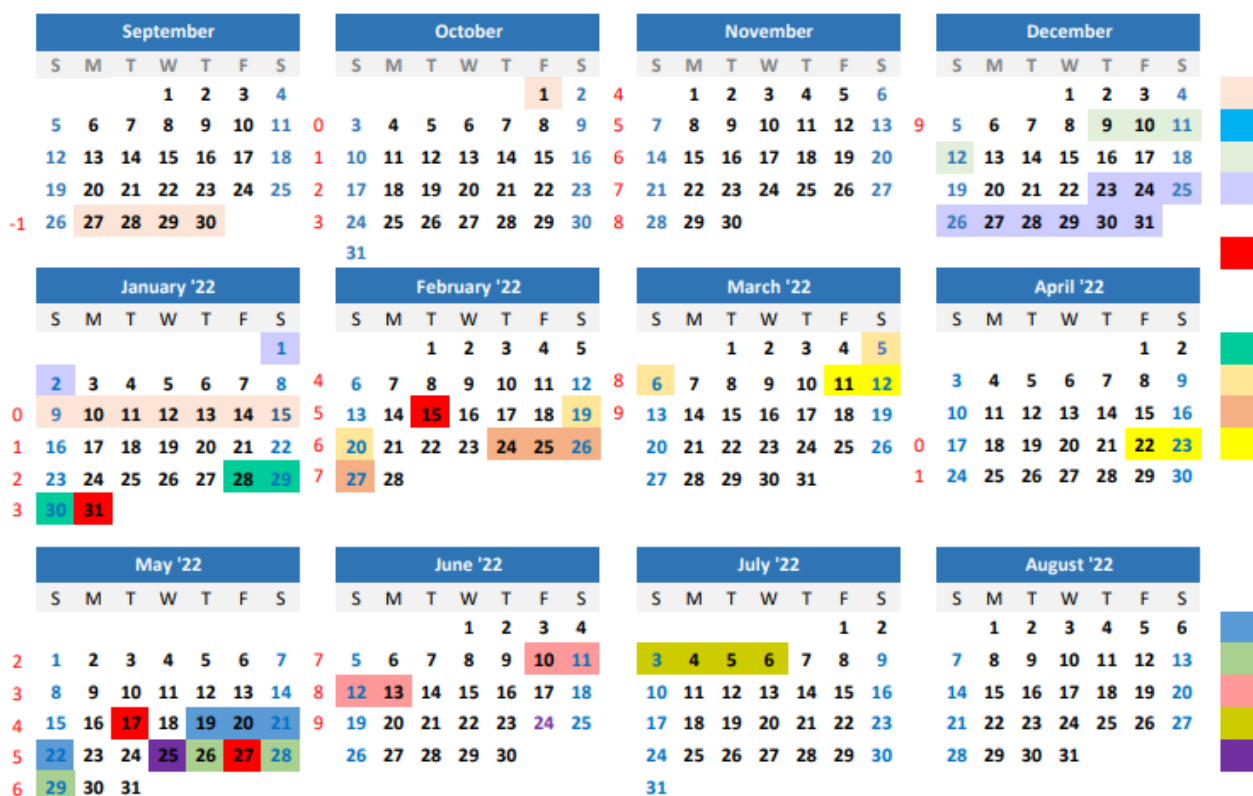 September October November December
S M T W T F S S M T W T F S S M T W T F S S M T W T F S
1 2 3 4 1 2 4 1 2 3 4 5 6 1 2 3 4
5 6 7 8 9 10 11 0 3 4 5 6 7 8 9 5 7 8 9 10 11 12 13 9 5 6 7 8 9 10 11
12 13 14 15 16 17 18 1 10 11 12 13 14 15 16 6 14 15 16 17 18 19 20 12 13 14 15 16 17 18
19 20 21 22 23 24 25 2 17 18 19 20 21 22 23 7 21 22 23 24 25 26 27 19 20 21 22 23 24 25
-1 26 27 28 29 30 3 24 25 26 27 28 29 30 8 28 29 30 26 27 28 29 30 31
31
January '22 February '22 March '22 April '22
S M T W T F S S M T W T F S S M T W T F S S M T W T F S
1 1 2 3 4 5 1 2 3 4 5 1 2
2 3 4 5 6 7 8 4 6 7 8 9 10 11 12 8 6 7 8 9 10 11 12 3 4 5 6 7 8 9
0 9 10 11 12 13 14 15 5 13 14 15 16 17 18 19 9 13 14 15 16 17 18 19 10 11 12 13 14 15 16
1 16 17 18 19 20 21 22 6 20 21 22 23 24 25 26 20 21 22 23 24 25 26 0 17 18 19 20 21 22 23
2 23 24 25 26 27 28 29 7 27 28 27 28 29 30 31 1 24 25 26 27 28 29 30
3 30 31
May '22 June '22 July '22 August '22
S M T W T F S S M T W T F S S M T W T F S S M T W T F S
1 2 3 4 1 2 1 2 3 4 5 6
2 1 2 3 4 5 6 7 7 5 6 7 8 9 10 11 3 4 5 6 7 8 9 7 8 9 10 11 12 13
3 8 9 10 11 12 13 14 8 12 13 14 15 16 17 18 10 11 12 13 14 15 16 14 15 16 17 18 19 20
4 15 16 17 18 19 20 21 9 19 20 21 22 23 24 25 17 18 19 20 21 22 23 21 22 23 24 25 26 27
5 22 23 24 25 26 27 28 26 27 28 29 30 24 25 26 27 28 29 30 28 29 30 31
6 29 30 31 31